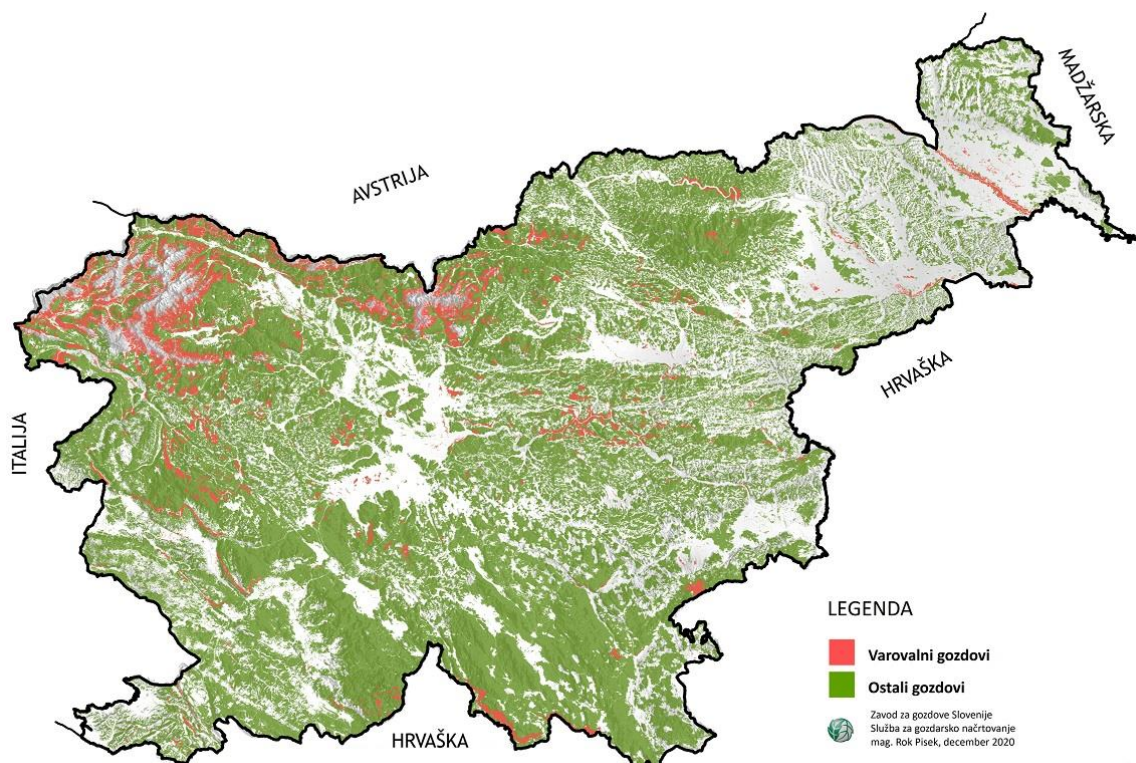 MADŽARSKA
AVSTRIJA
HRVAŠKA
ITALIJA
HRVAŠKA
LEGENDA
Varovalni gozdovi
Ostali gozdovi
Zavod za gozdove Slovenije
Služba za gozdarsko načrtovanje
mag. Rok Pisek, december 2020